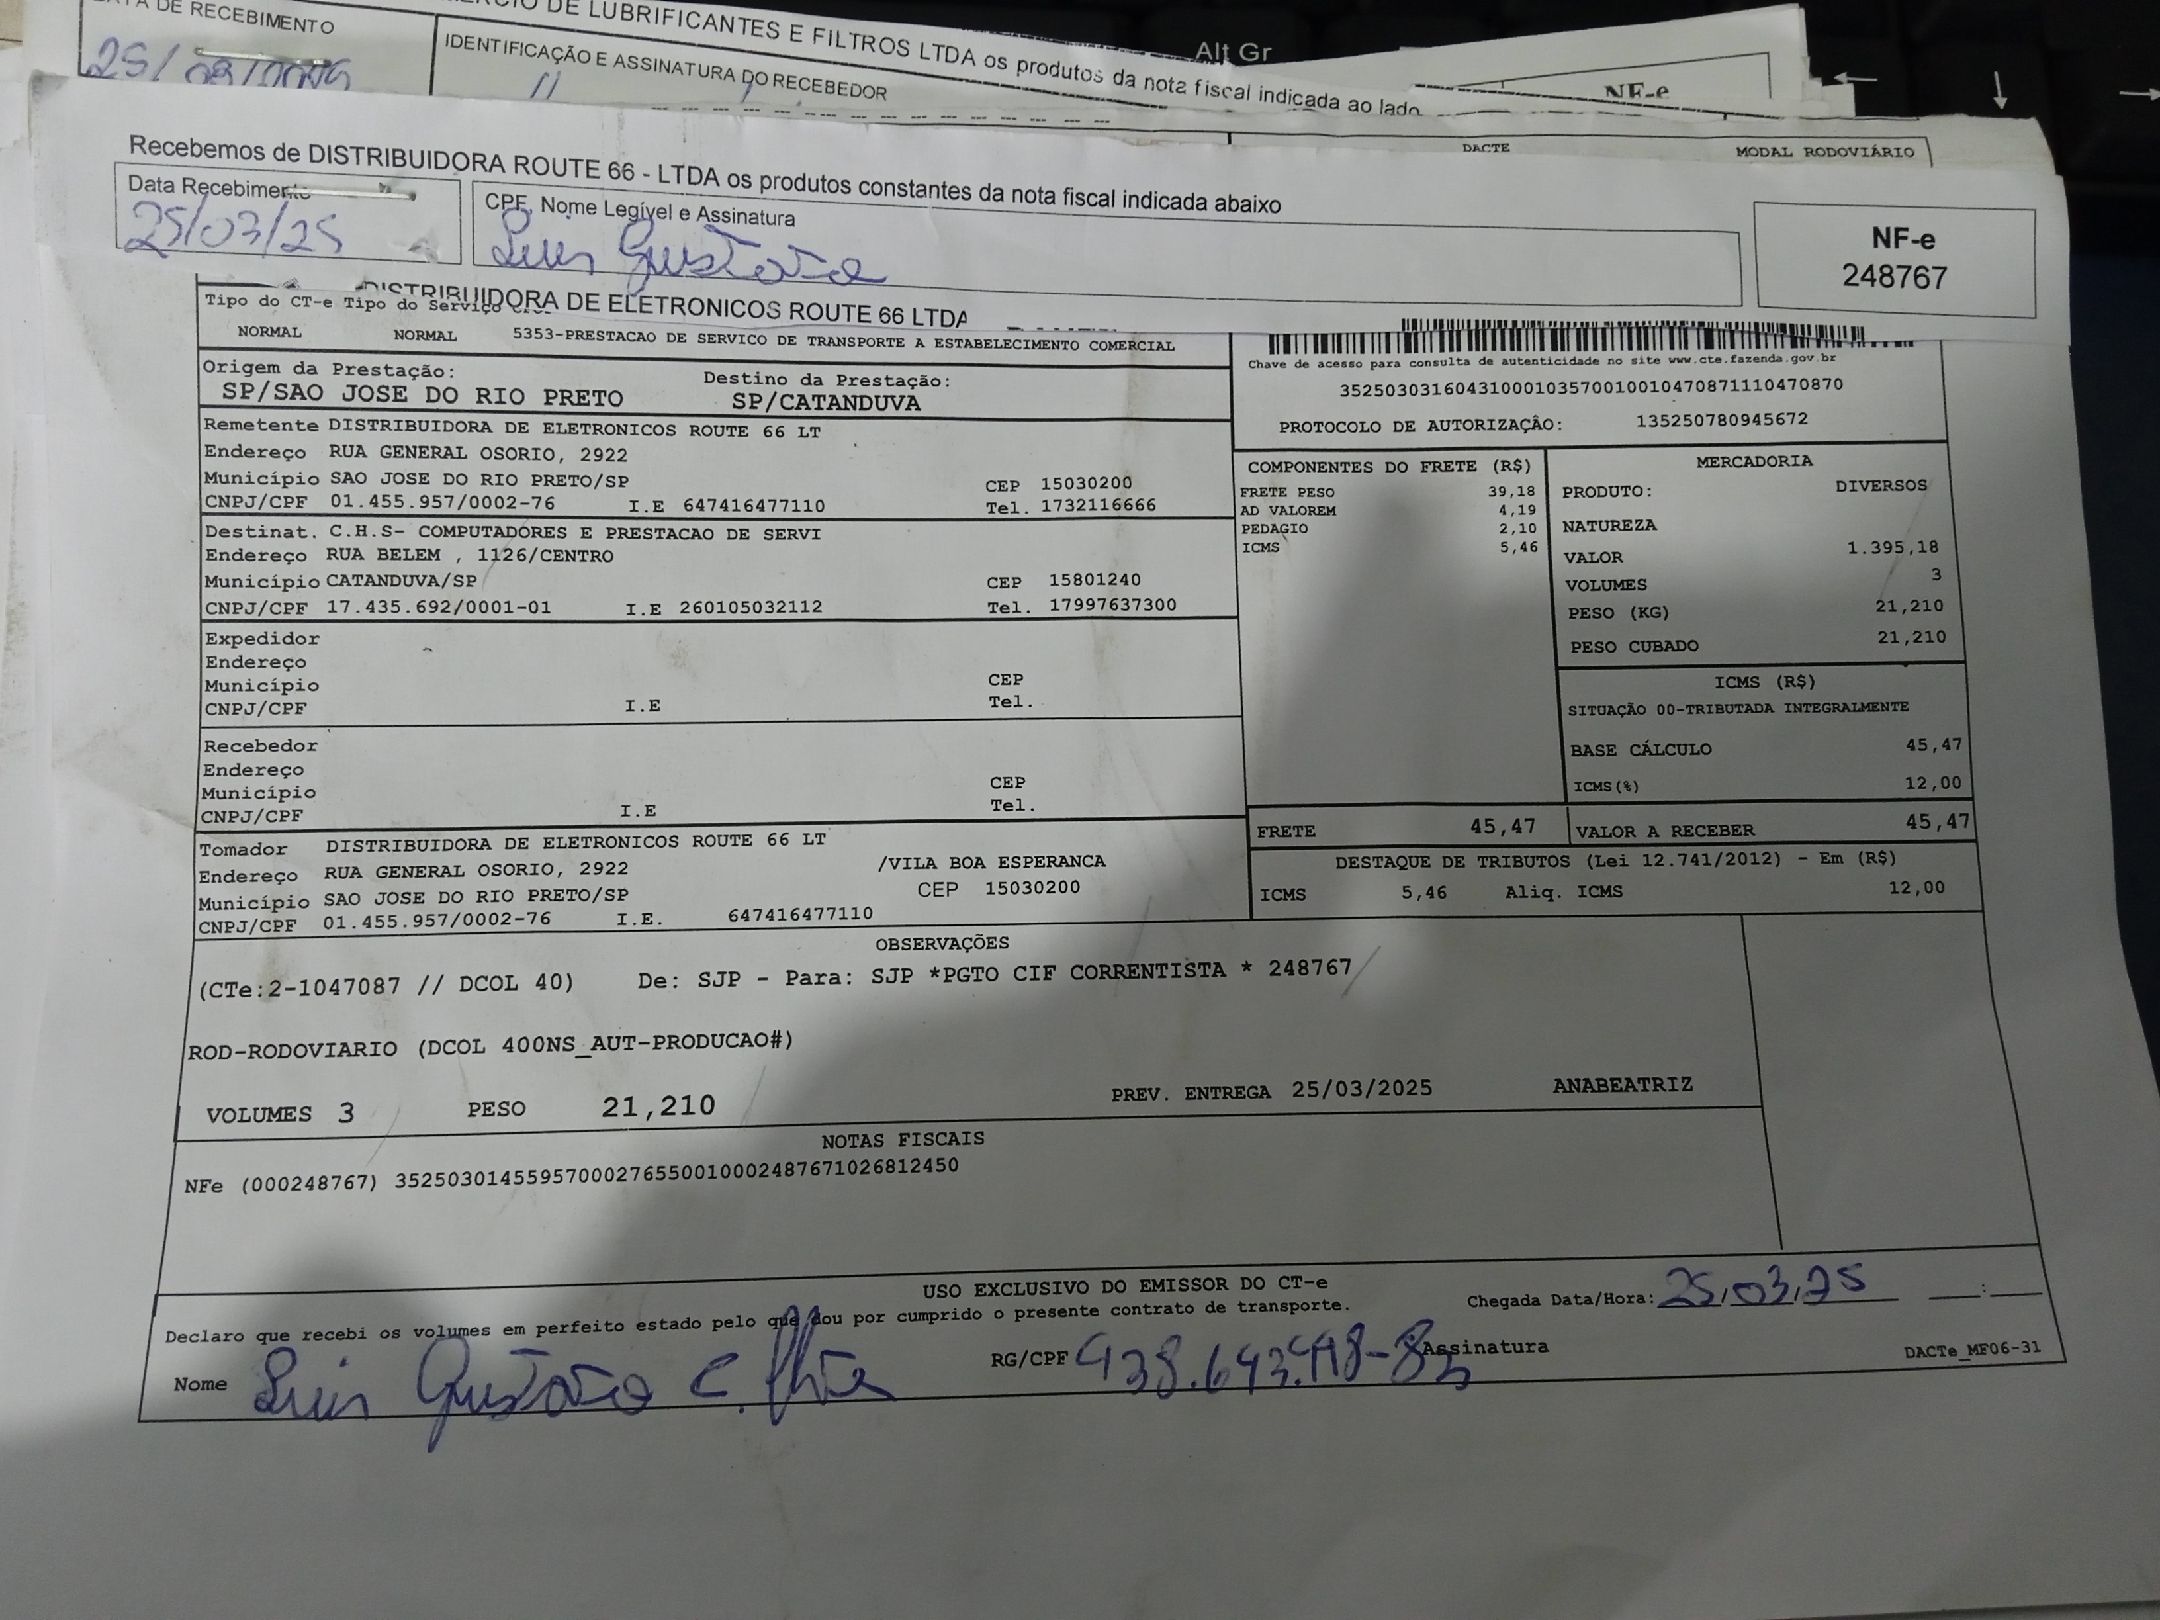 DATA DE RECEBIMENTO
DE LUBRIFICANTES E FILTROS LTDA os produtos da nota fiscal indicada ao lado
IDENTIFICAÇÃO E ASSINATURA DO RECEBEDOR
Alt Gr
NF-e
DACTE MODAL RODOVIÁRIO
Recebemos de DISTRIBUIDORA ROUTE 66 - LTDA os produtos constantes da nota fiscal indicada abaixo
Data Recebimento CPF, Nome Legível e Assinatura
25/03/25 Luis Gustavo
NF-e
248767
DISTRIBUIDORA DE ELETRONICOS ROUTE 66 LTDA
Tipo do CT-e Tipo do Serviço
NORMAL NORMAL 5353-PRESTACAO DE SERVICO DE TRANSPORTE A ESTABELECIMENTO COMERCIAL
Chave de acesso para consulta de autenticidade no site www.cte.fazenda.gov.br
35250303160431000103570010010470871110470870
PROTOCOLO DE AUTORIZAÇÂO: 135250780945672
Origem da Prestação: Destino da Prestação:
SP/SAO JOSE DO RIO PRETO SP/CATANDUVA
Remetente DISTRIBUIDORA DE ELETRONICOS ROUTE 66 LT
Endereço RUA GENERAL OSORIO, 2922
Município SAO JOSE DO RIO PRETO/SP CEP 15030200
CNPJ/CPF 01.455.957/0002-76 I.E 647416477110 Tel. 1732116666
Destinat. C.H.S- COMPUTADORES E PRESTACAO DE SERVI
Endereço RUA BELEM , 1126/CENTRO
Município CATANDUVA/SP CEP 15801240
CNPJ/CPF 17.435.692/0001-01 I.E 260105032112 Tel. 17997637300
Expedidor
Endereço
Município CEP
CNPJ/CPF I.E Tel.
Recebedor
Endereço
Município CEP
CNPJ/CPF I.E Tel.
Tomador DISTRIBUIDORA DE ELETRONICOS ROUTE 66 LT
Endereço RUA GENERAL OSORIO, 2922 /VILA BOA ESPERANCA
Município SAO JOSE DO RIO PRETO/SP CEP 15030200
CNPJ/CPF 01.455.957/0002-76 I.E. 647416477110
COMPONENTES DO FRETE (R$)
FRETE PESO 39,18
AD VALOREM 4,19
PEDAGIO 2,10
ICMS 5,46
MERCADORIA
PRODUTO: DIVERSOS
NATUREZA
VALOR 1.395,18
VOLUMES 3
PESO (KG) 21,210
PESO CUBADO 21,210
ICMS (R$)
SITUAÇÃO 00-TRIBUTADA INTEGRALMENTE
BASE CÁLCULO 45,47
ICMS(%) 12,00
FRETE 45,47 VALOR A RECEBER 45,47
DESTAQUE DE TRIBUTOS (Lei 12.741/2012) - Em (R$)
ICMS 5,46 Aliq. ICMS 12,00
OBSERVAÇÕES
(CTe:2-1047087 // DCOL 40) De: SJP - Para: SJP *PGTO CIF CORRENTISTA * 248767
ROD-RODOVIARIO (DCOL 400NS_AUT-PRODUCAO#)
VOLUMES 3 PESO 21,210 PREV. ENTREGA 25/03/2025 ANABEATRIZ
NOTAS FISCAIS
NFe (000248767) 35250301455957000276550010002487671026812450
USO EXCLUSIVO DO EMISSOR DO CT-e
Declaro que recebi os volumes em perfeito estado pelo que dou por cumprido o presente contrato de transporte.
Chegada Data/Hora: 25/03/25 __:__
Nome Luis Gustavo C. RG/CPF Assinatura
DACTe_MF06-31